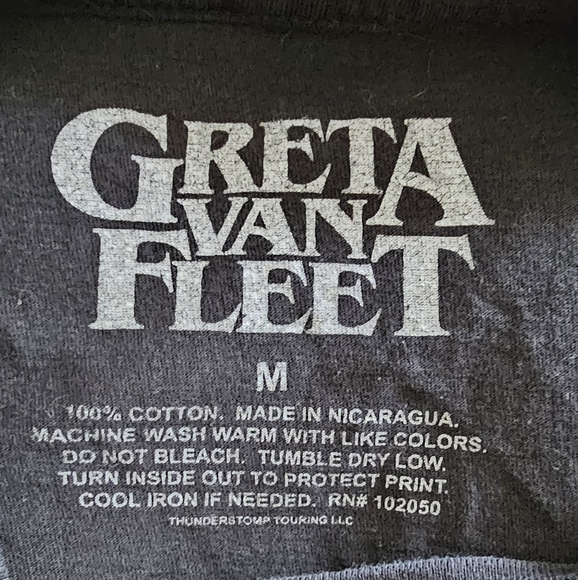 GRETA
VAN
FLEET
M
100% COTTON. MADE IN NICARAGUA.
MACHINE WASH WARM WITH LIKE COLORS.
DO NOT BLEACH. TUMBLE DRY LOW.
TURN INSIDE OUT TO PROTECT PRINT.
COOL IRON IF NEEDED. RN# 102050
THUNDERSTOMP TOURING LLC